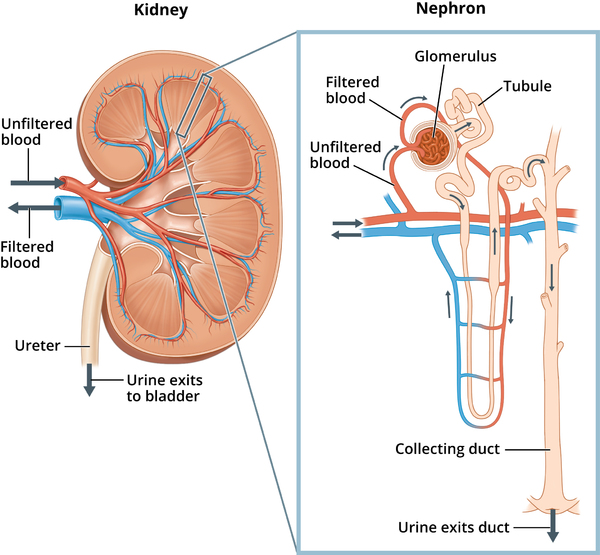 Kidney
Unfiltered
blood
Filtered
blood
Ureter
Urine exits
to bladder
Nephron
Glomerulus
Filtered
blood
Tubule
Unfiltered
blood
Collecting duct
Urine exits duct